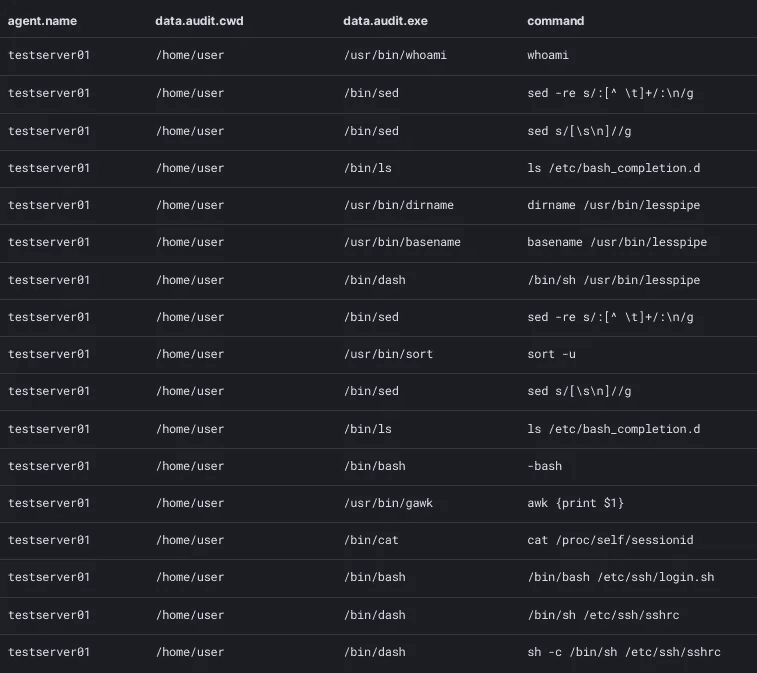 agent.name data.audit.cwd data.audit.exe command
testserver01 /home/user /usr/bin/whoami whoami
testserver01 /home/user /bin/sed sed -re s/:[^ \t]+/:\n/g
testserver01 /home/user /bin/sed sed s/[\s\n]//g
testserver01 /home/user /bin/ls ls /etc/bash_completion.d
testserver01 /home/user /usr/bin/dirname dirname /usr/bin/lesspipe
testserver01 /home/user /usr/bin/basename basename /usr/bin/lesspipe
testserver01 /home/user /bin/dash /bin/sh /usr/bin/lesspipe
testserver01 /home/user /bin/sed sed -re s/:[^ \t]+/:\n/g
testserver01 /home/user /usr/bin/sort sort -u
testserver01 /home/user /bin/sed sed s/[\s\n]//g
testserver01 /home/user /bin/ls ls /etc/bash_completion.d
testserver01 /home/user /bin/bash -bash
testserver01 /home/user /usr/bin/gawk awk {print $1}
testserver01 /home/user /bin/cat cat /proc/self/sessionid
testserver01 /home/user /bin/bash /bin/bash /etc/ssh/login.sh
testserver01 /home/user /bin/dash /bin/sh /etc/ssh/sshrc
testserver01 /home/user /bin/dash sh -c /bin/sh /etc/ssh/sshrc